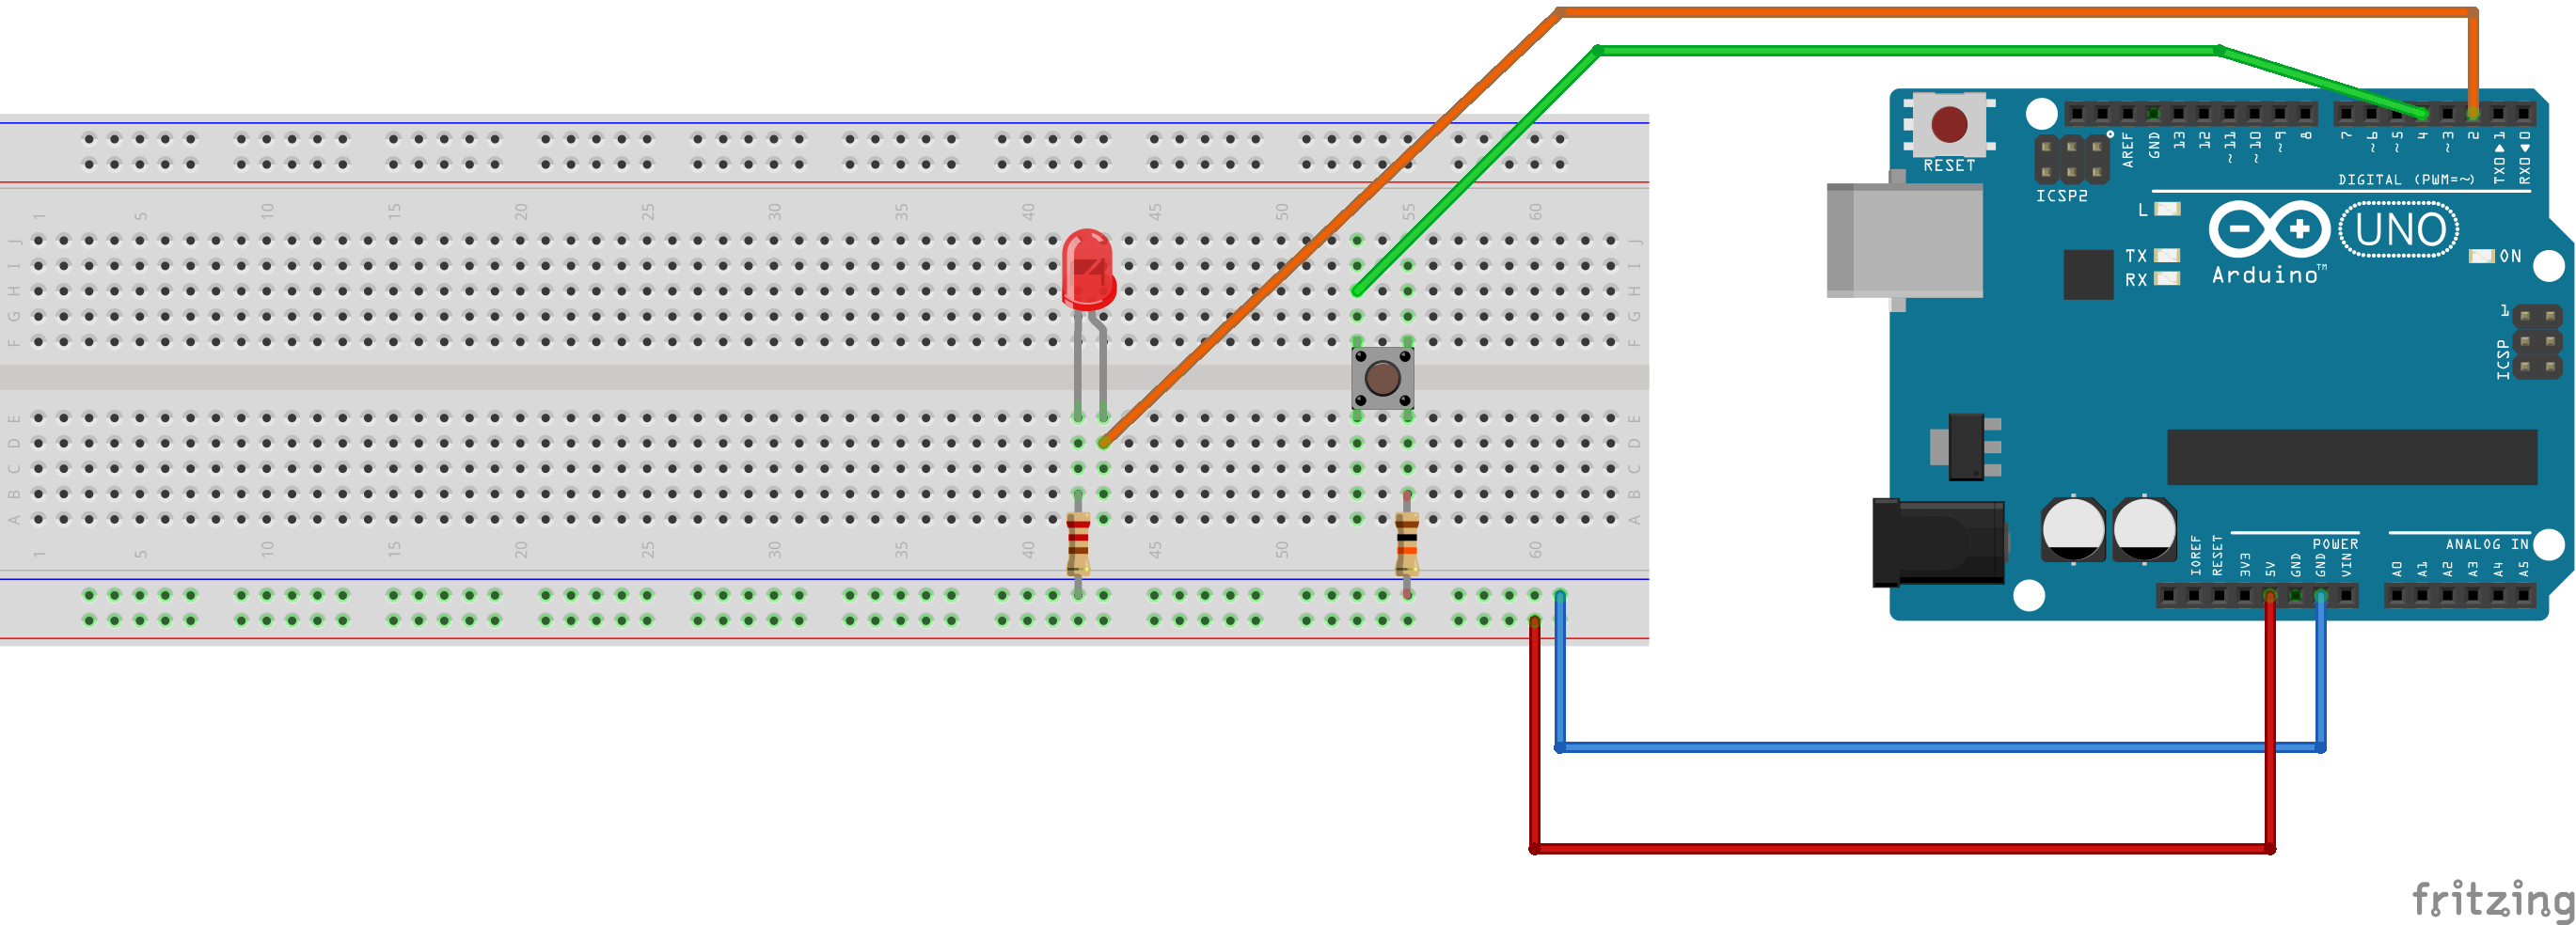 RESET
ICSP2
AREF
GND
13
12
~11
~10
~9
8
7
~6
~5
4
~3
2
TX0▶1
RX0◀0
DIGITAL (PWM=~)
L
TX
RX
UNO
Arduino™
ON
1
ICSP
1 5 10 15 20 25 30 35 40 45 50 55 60
J J
I I
H H
G G
F F
E E
D D
C C
B B
A A
1 5 10 15 20 25 30 35 40 45 50 55 60
POWER
ANALOG IN
IOREF
RESET
3V3
5V
GND
GND
VIN
A0
A1
A2
A3
A4
A5
fritzing